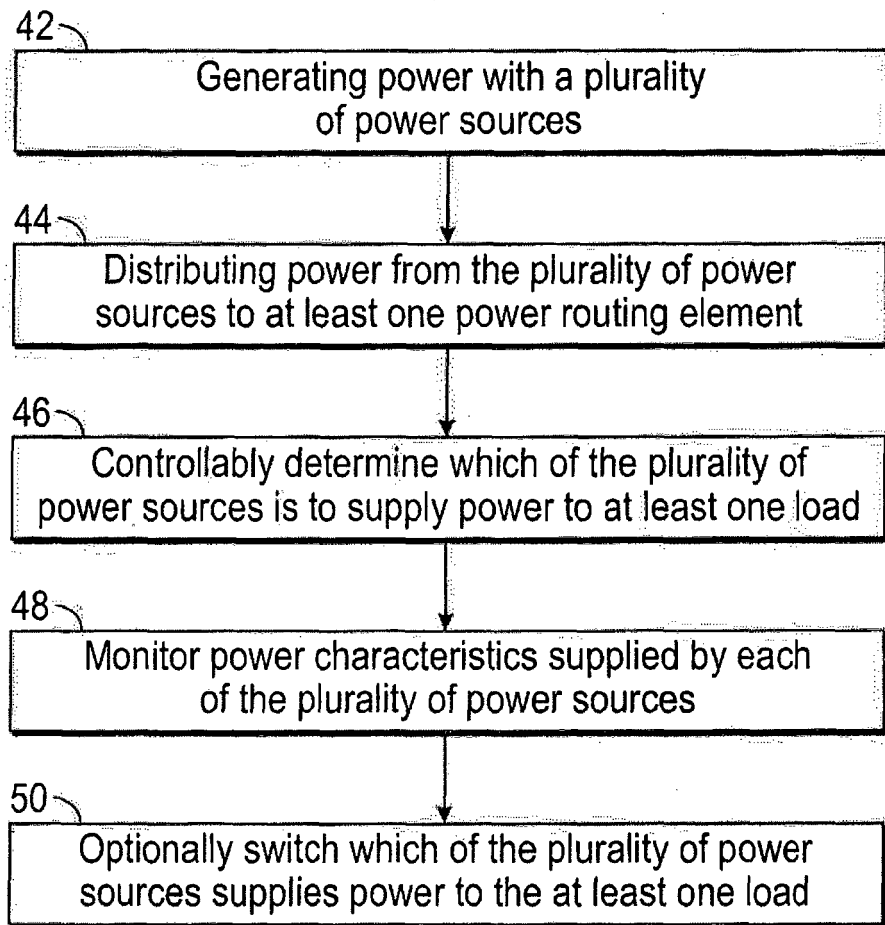 42
Generating power with a plurality
of power sources
44
Distributing power from the plurality of power
sources to at least one power routing element
46
Controllably determine which of the plurality of
power sources is to supply power to at least one load
48
Monitor power characteristics supplied by each
of the plurality of power sources
50
Optionally switch which of the plurality of power
sources supplies power to the at least one load